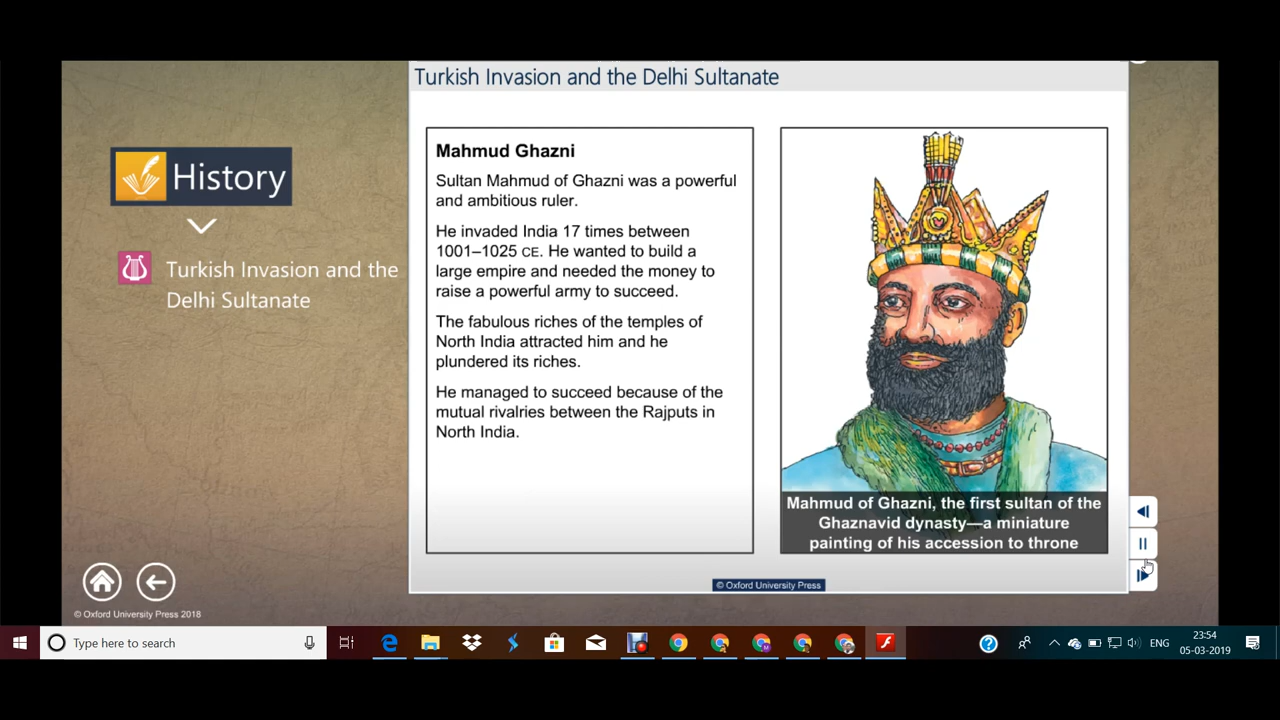 Turkish Invasion and the Delhi Sultanate
History
Turkish Invasion and the
Delhi Sultanate
Mahmud Ghazni
Sultan Mahmud of Ghazni was a powerful
and ambitious ruler.
He invaded India 17 times between
1001–1025 CE. He wanted to build a
large empire and needed the money to
raise a powerful army to succeed.
The fabulous riches of the temples of
North India attracted him and he
plundered its riches.
He managed to succeed because of the
mutual rivalries between the Rajputs in
North India.
Mahmud of Ghazni, the first sultan of the
Ghaznavid dynasty—a miniature
painting of his accession to throne
© Oxford University Press
© Oxford University Press 2018
Type here to search
ENG
23:54
05-03-2019